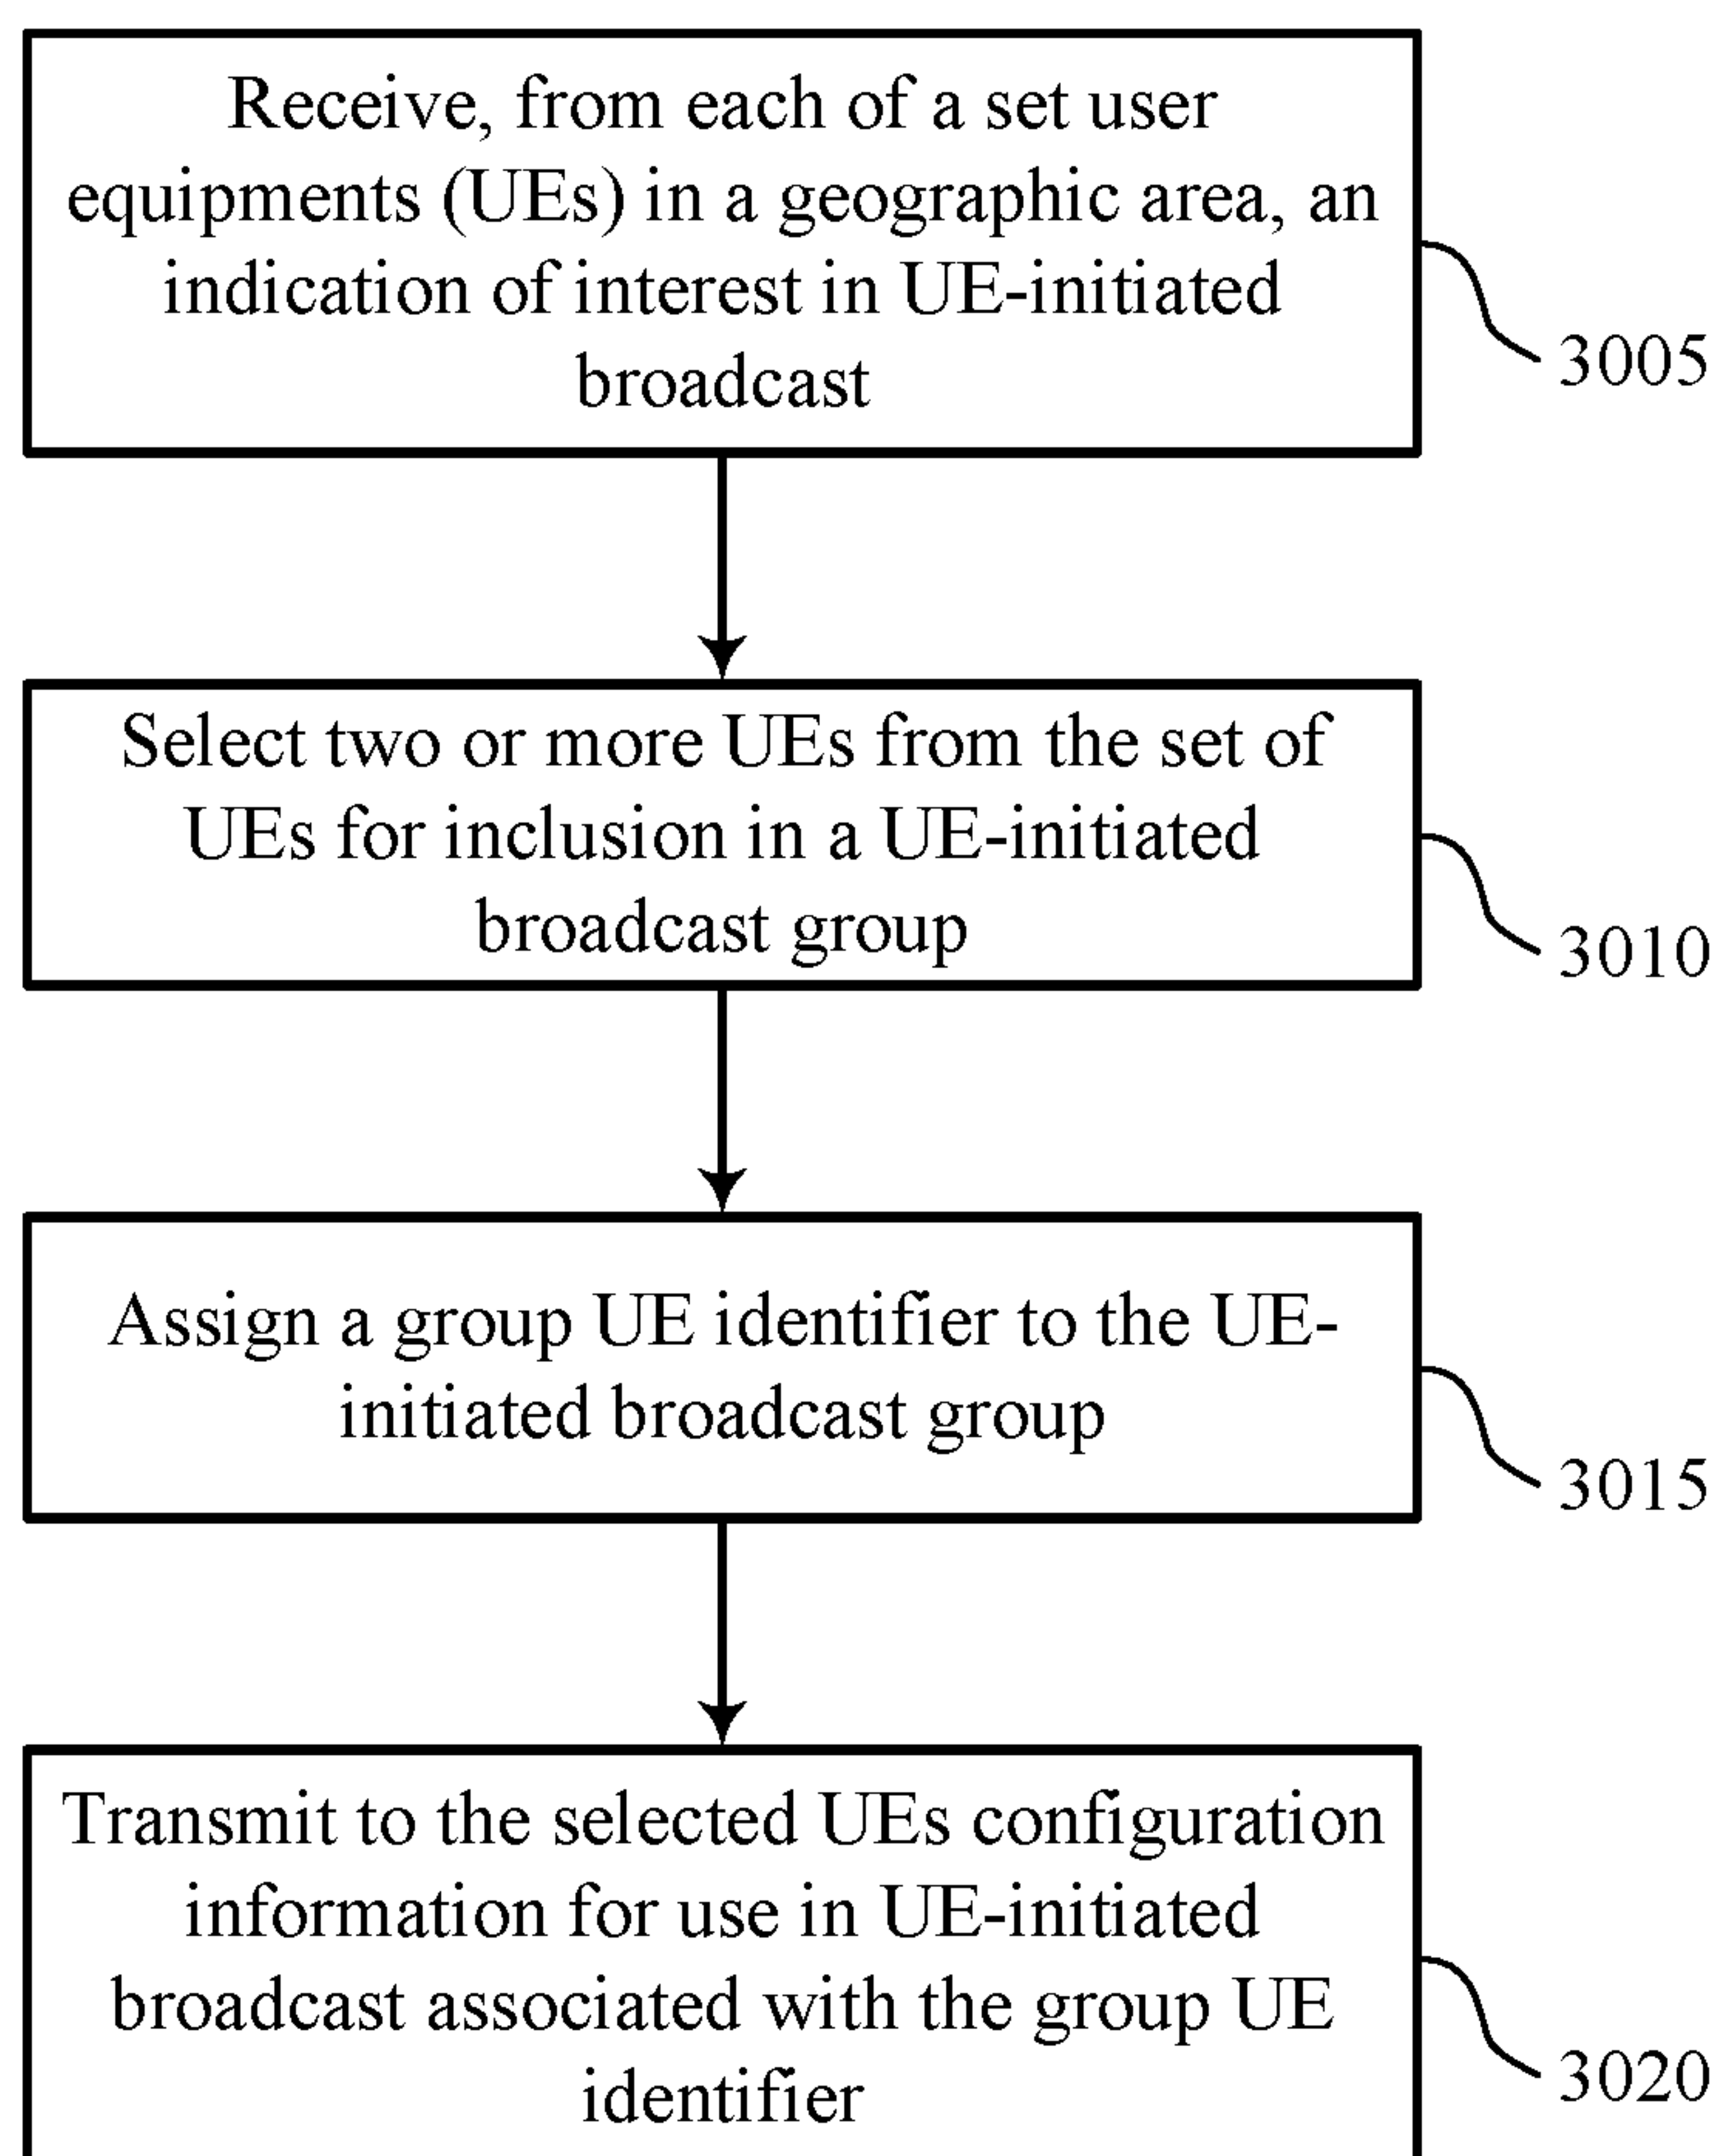 Receive, from each of a set user
equipments (UEs) in a geographic area, an
indication of interest in UE-initiated
broadcast
3005
Select two or more UEs from the set of
UEs for inclusion in a UE-initiated
broadcast group
3010
Assign a group UE identifier to the UE-
initiated broadcast group
3015
Transmit to the selected UEs configuration
information for use in UE-initiated
broadcast associated with the group UE
identifier
3020